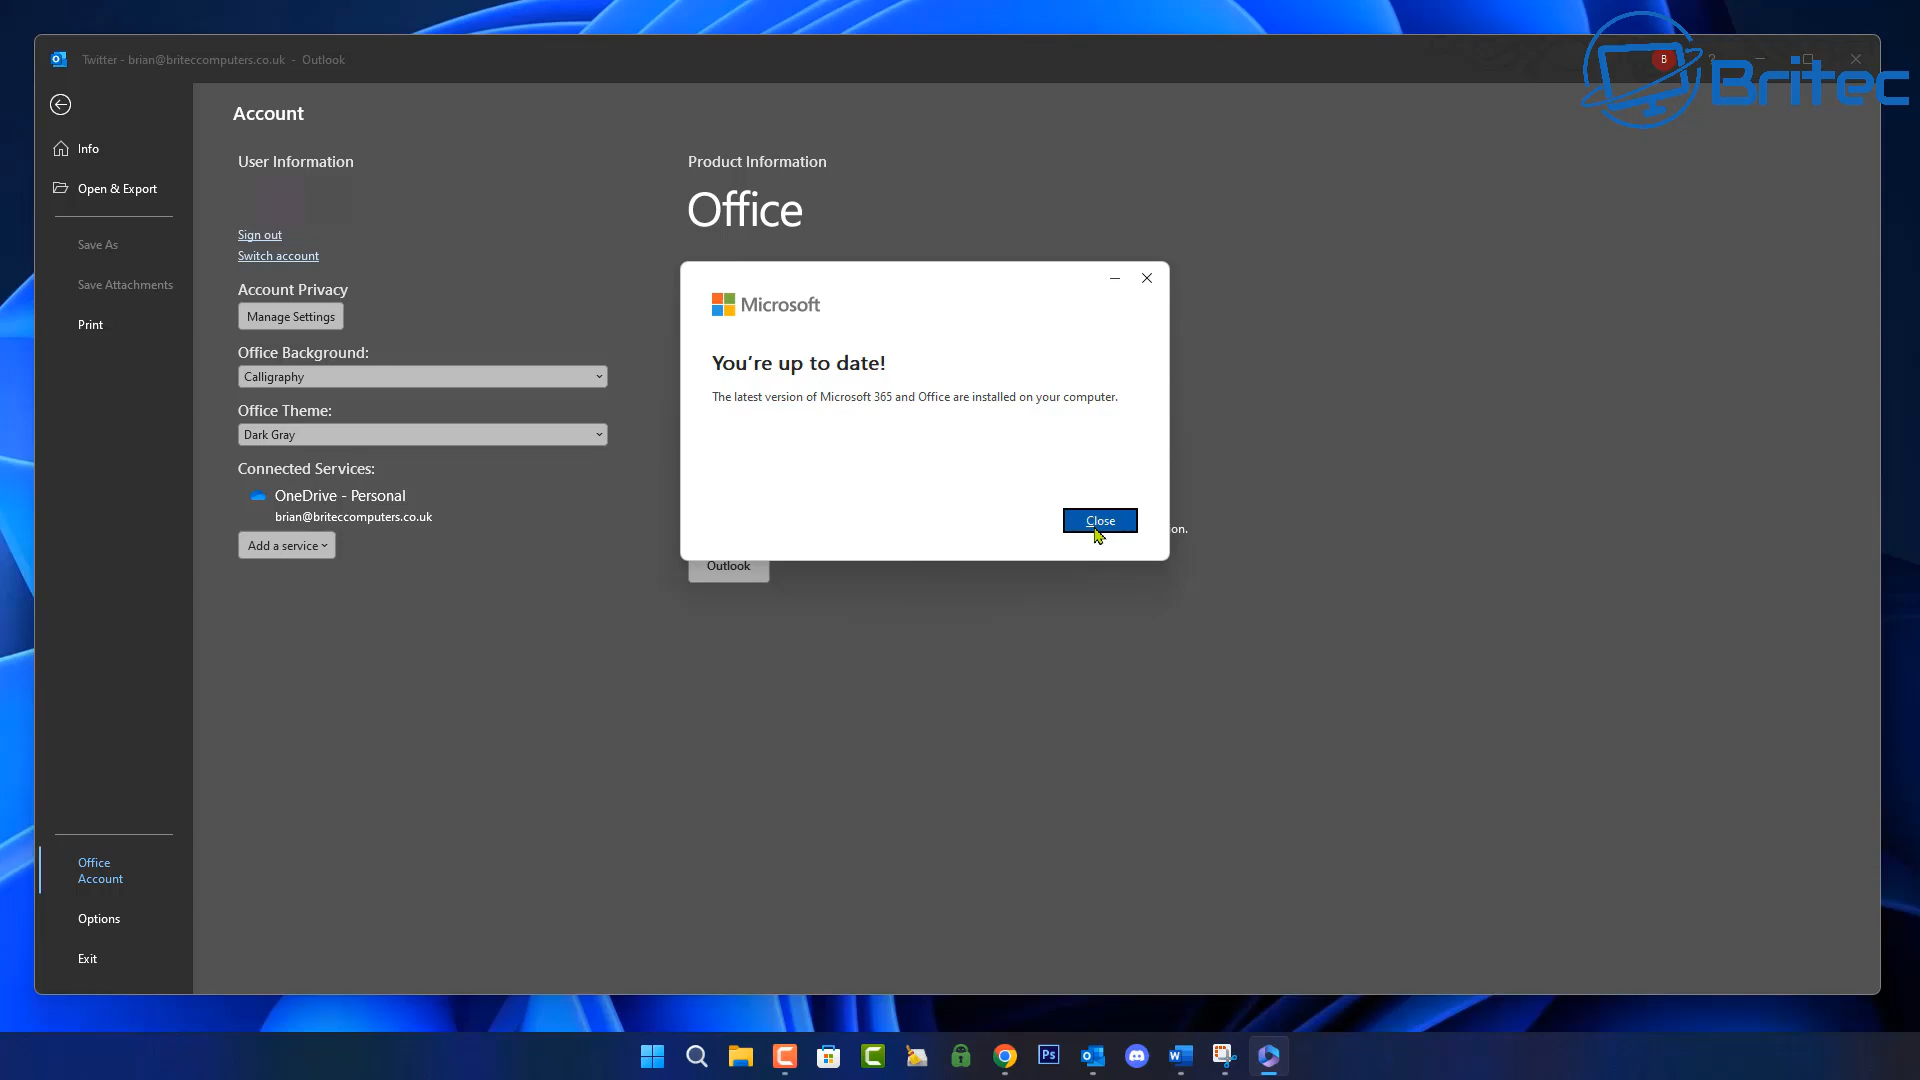 Twitter - brian@briteccomputers.co.uk - Outlook
B
?
Britec
Account
Info
Open & Export
Save As
Save Attachments
Print
Office
Account
Options
Exit
User Information
Sign out
Switch account
Account Privacy
Manage Settings
Office Background:
Calligraphy
Office Theme:
Dark Gray
Connected Services:
OneDrive - Personal
brian@briteccomputers.co.uk
Add a service
Product Information
Office
Microsoft
You're up to date!
The latest version of Microsoft 365 and Office are installed on your computer.
Close
on.
Outlook
Ps